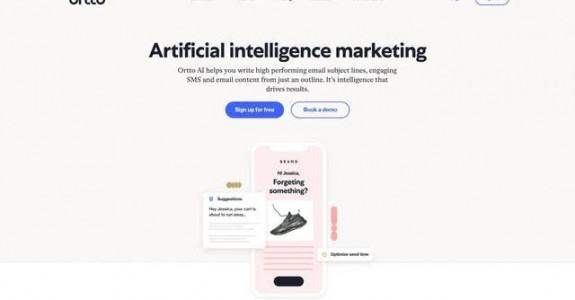 ortto
Artificial intelligence marketing
Ortto AI helps you write high performing email subject lines, engaging
SMS and email content from just an outline. It's intelligence that
drives results.
Sign up for free
Book a demo
BRAND
Hi Jessica,
Forgeting
something?
Suggestions
Hey Jessica, your cart is
about to run away...
Optimize send time